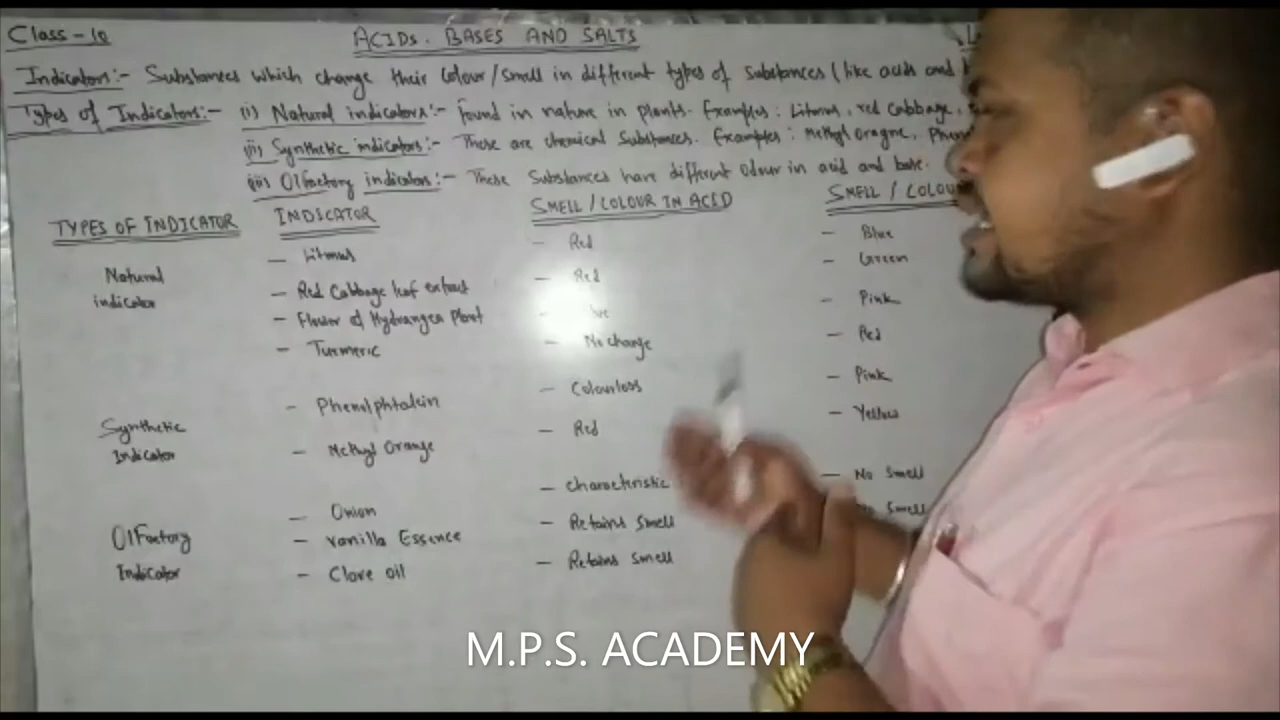 Class - 10
ACIDS, BASES AND SALTS
Indicators:- Substances which change their colour/smell in different types of substances (like acids and
Types of Indicators:- (i) Natural indicators:- found in nature in plants. Examples: Litmus, red cabbage,
(ii) Synthetic indicators:- These are chemical substances. Examples: Methyl oragne,
(iii) Olfactory indicators:- These substances have different odour in acid and base.
TYPES OF INDICATOR INDICATOR SMELL / COLOUR IN ACID SMELL / COLOU
- Litmus - Red - Blue
Natural indicator - Red Cabbage leaf extract - Red - Green
- Flower of Hydrangea plant - - Pink
- Turmeric - No change - Red
- Phenolphtalein - Colourless - Pink
Synthetic Indicator - Methyl Orange - Red - Yellow
- Onion - Characteristic - No smell
Olfactory - Vanilla Essence - Retains smell smell
Indicator - Clove oil - Retains smell
M.P.S. ACADEMY